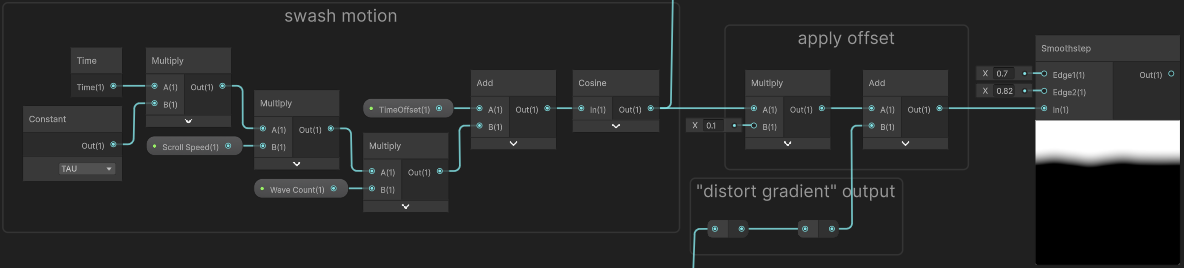 swash motion
Time
Time(1)
Constant
Out(1)
TAU
Multiply
A(1) Out(1)
B(1)
Scroll Speed(1)
Multiply
A(1) Out(1)
B(1)
Wave Count(1)
TimeOffset(1)
Multiply
A(1) Out(1)
B(1)
Add
A(1) Out(1)
B(1)
Cosine
In(1) Out(1)
apply offset
X 0.1
Multiply
A(1) Out(1)
B(1)
Add
A(1) Out(1)
B(1)
"distort gradient" output
X 0.7
X 0.82
Smoothstep
Edge1(1) Out(1)
Edge2(1)
In(1)